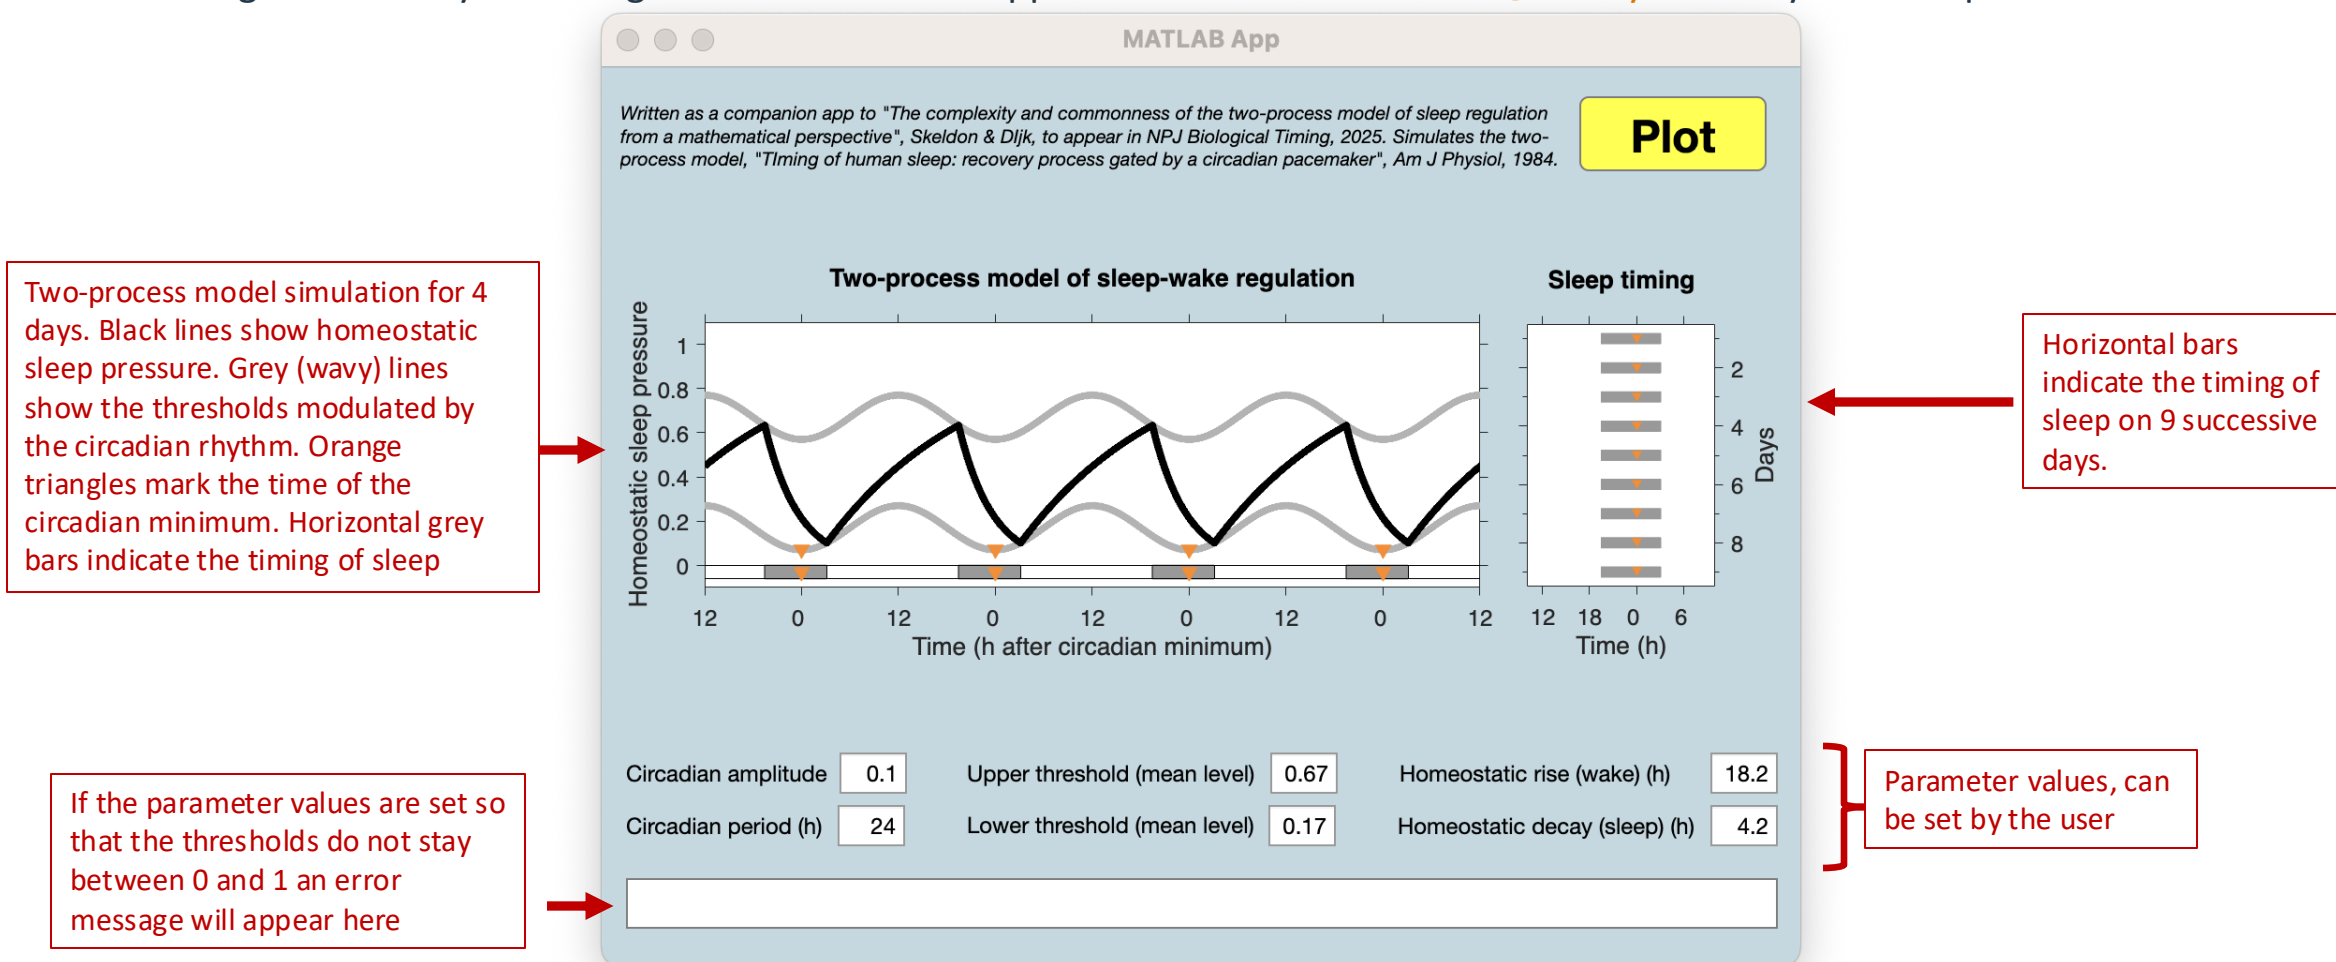 MATLAB App
Written as a companion app to "The complexity and commonness of the two-process model of sleep regulation
from a mathematical perspective", Skeldon & DIjk, to appear in NPJ Biological Timing, 2025. Simulates the two-
process model, "TIming of human sleep: recovery process gated by a circadian pacemaker", Am J Physiol, 1984.
Plot
Two-process model simulation for 4
days. Black lines show homeostatic
sleep pressure. Grey (wavy) lines
show the thresholds modulated by
the circadian rhythm. Orange
triangles mark the time of the
circadian minimum. Horizontal grey
bars indicate the timing of sleep
Two-process model of sleep-wake regulation
Homeostatic sleep pressure
1
0.8
0.6
0.4
0.2
0
12 0 12 0 12 0 12 0 12
Time (h after circadian minimum)
Sleep timing
2
4
6
8
Days
12 18 0 6
Time (h)
Horizontal bars
indicate the timing of
sleep on 9 successive
days.
If the parameter values are set so
that the thresholds do not stay
between 0 and 1 an error
message will appear here
Circadian amplitude 0.1
Upper threshold (mean level) 0.67
Homeostatic rise (wake) (h) 18.2
Circadian period (h) 24
Lower threshold (mean level) 0.17
Homeostatic decay (sleep) (h) 4.2
Parameter values, can
be set by the user